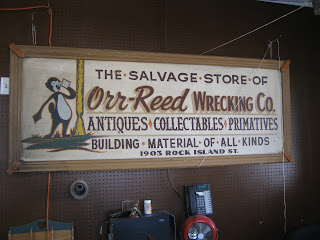 THE · SALVAGE · STORE · OF
Orr-Reed WRECKING CO.
ANTIQUES · COLLECTABLES · PRIMATIVES
BUILDING · MATERIAL · OF · ALL · KINDS
1903 ROCK ISLAND ST.